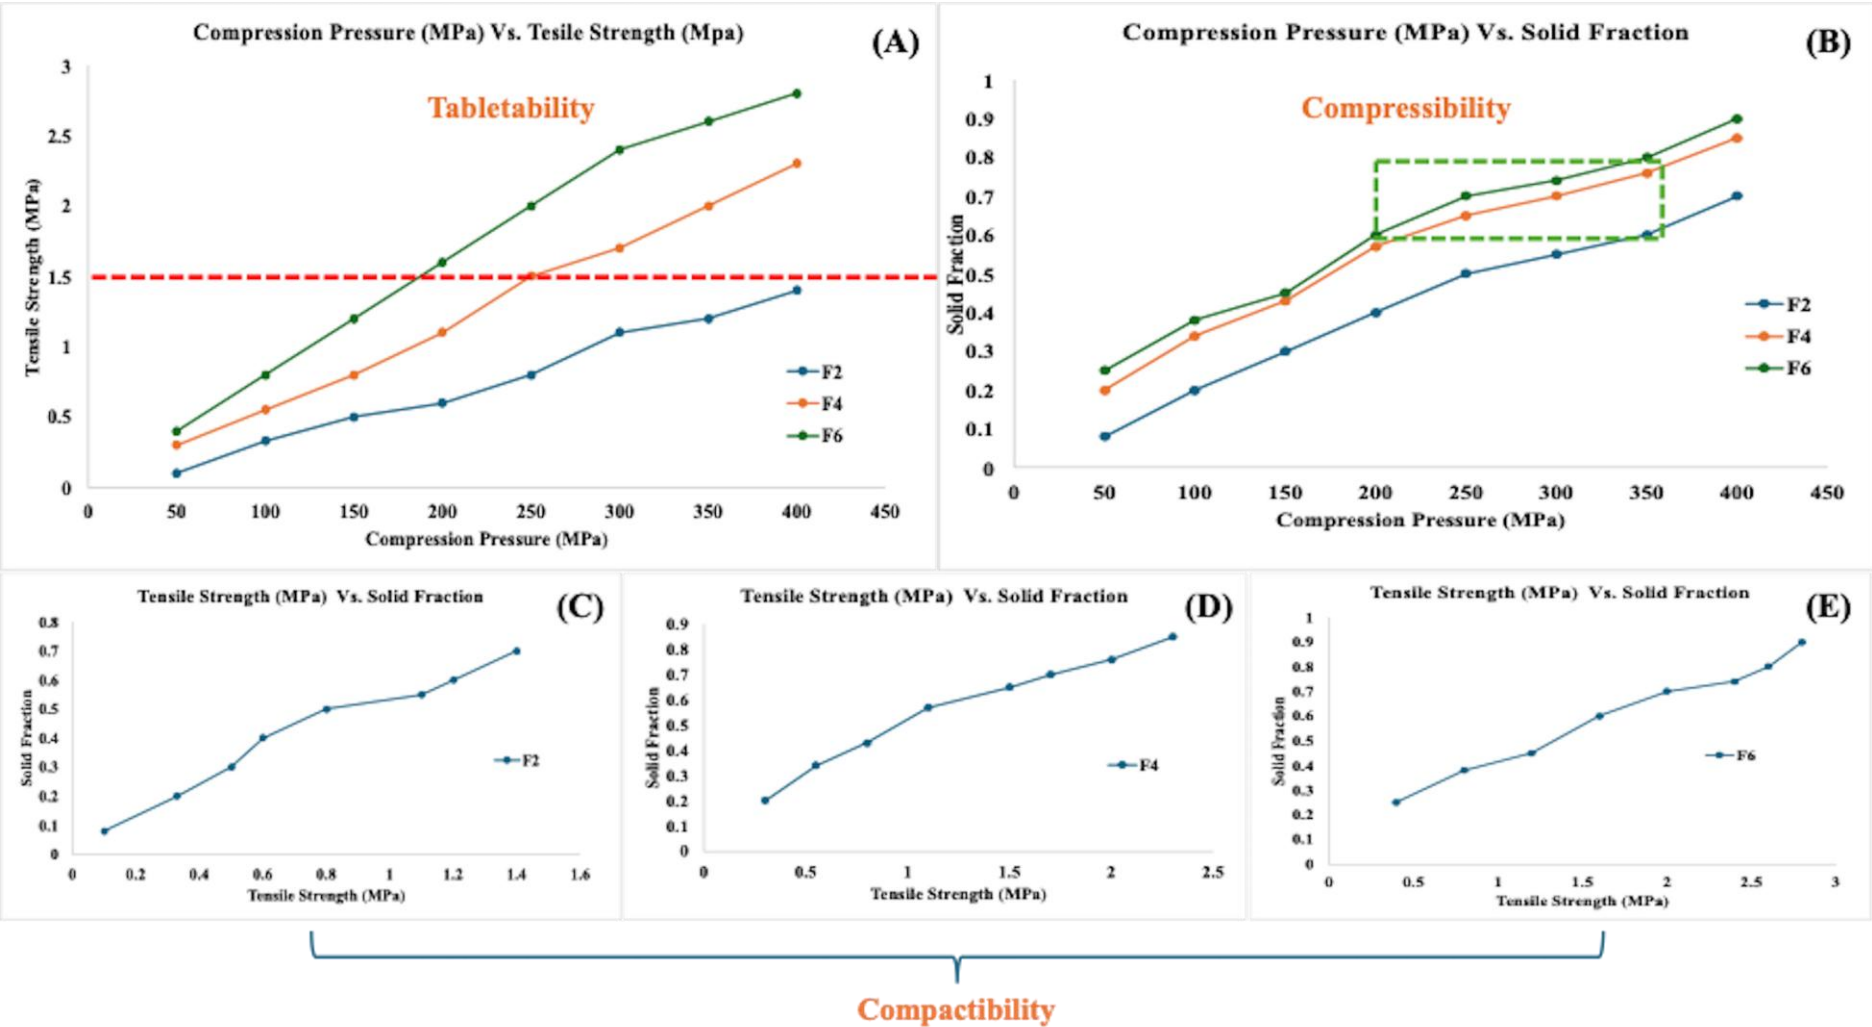 Compression Pressure (MPa) Vs. Tesile Strength (Mpa)
(A)
Tabletability
Tensile Strength (MPa)
3
2.5
2
1.5
1
0.5
0
0 50 100 150 200 250 300 350 400 450
Compression Pressure (MPa)
F2
F4
F6
Compression Pressure (MPa) Vs. Solid Fraction
(B)
Compressibility
Solid Fraction
1
0.9
0.8
0.7
0.6
0.5
0.4
0.3
0.2
0.1
0
0 50 100 150 200 250 300 350 400 450
Compression Pressure (MPa)
F2
F4
F6
Tensile Strength (MPa) Vs. Solid Fraction
(C)
Solid Fraction
0.8
0.7
0.6
0.5
0.4
0.3
0.2
0.1
0
0 0.2 0.4 0.6 0.8 1 1.2 1.4 1.6
Tensile Strength (MPa)
F2
Tensile Strength (MPa) Vs. Solid Fraction
(D)
Solid Fraction
0.9
0.8
0.7
0.6
0.5
0.4
0.3
0.2
0.1
0
0 0.5 1 1.5 2 2.5
Tensile Strength (MPa)
F4
Tensile Strength (MPa) Vs. Solid Fraction
(E)
Solid Fraction
1
0.9
0.8
0.7
0.6
0.5
0.4
0.3
0.2
0.1
0
0 0.5 1 1.5 2 2.5 3
Tensile Strength (MPa)
F6
Compactibility